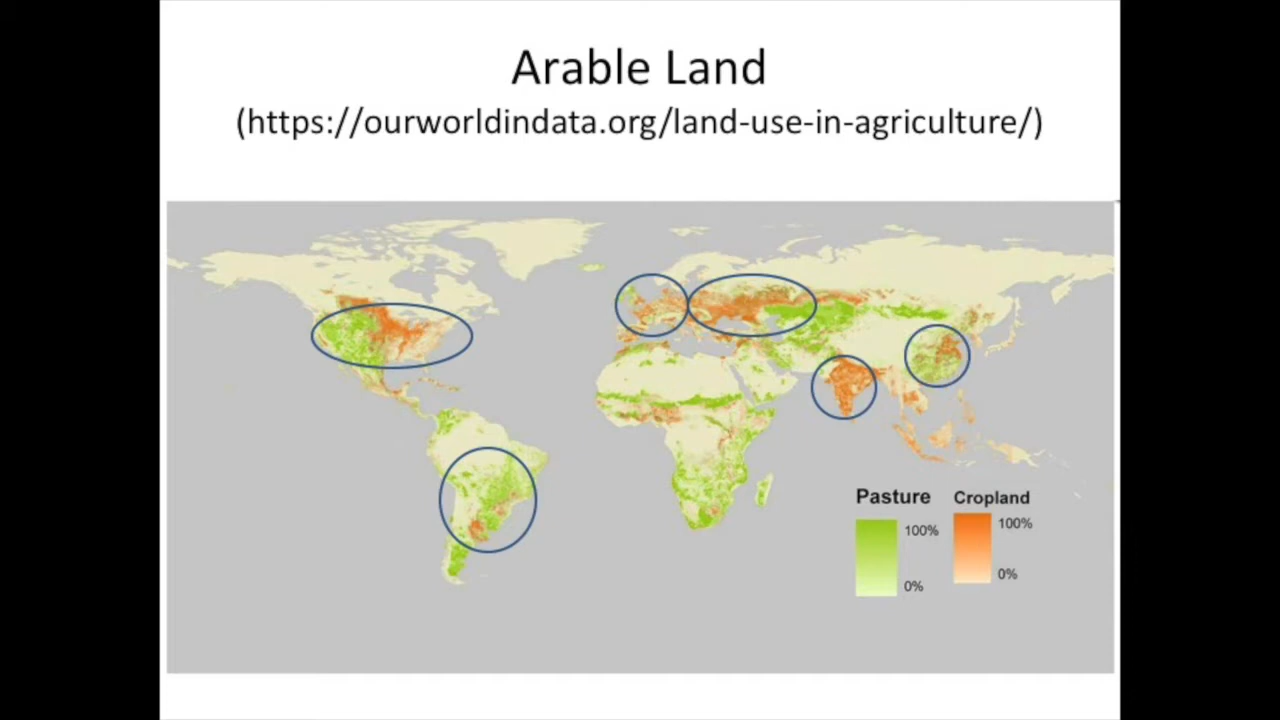 Arable Land
(https://ourworldindata.org/land-use-in-agriculture/)
Pasture
100%
0%
Cropland
100%
0%